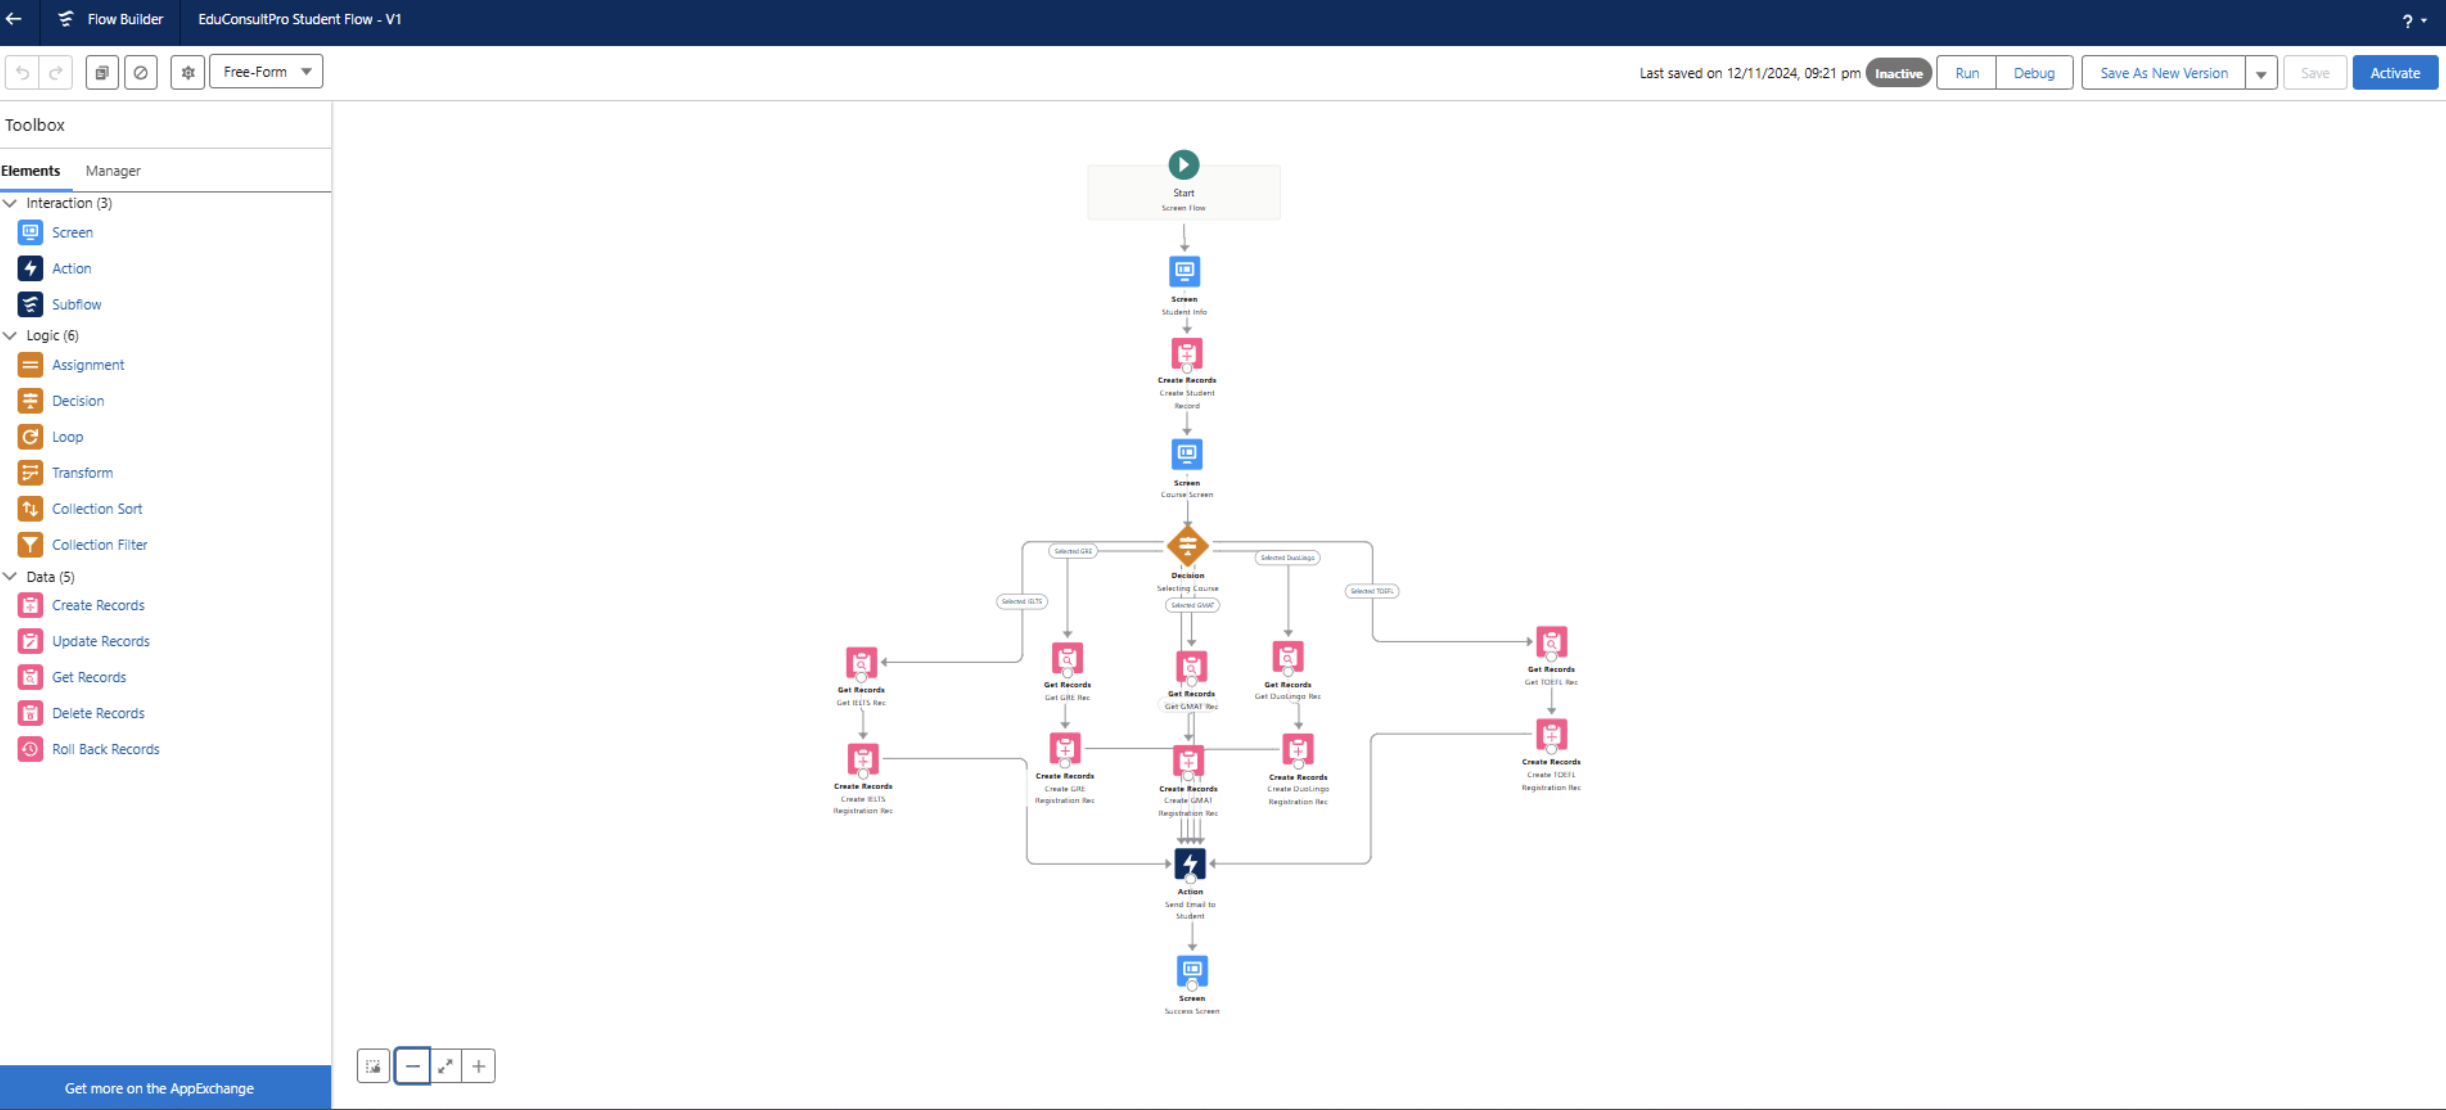 Flow Builder
EduConsultPro Student Flow - V1
?
Free-Form
Last saved on 12/11/2024, 09:21 pm
Inactive
Run
Debug
Save As New Version
Save
Activate
Toolbox
Elements
Manager
Interaction (3)
Screen
Action
Subflow
Logic (6)
Assignment
Decision
Loop
Transform
Collection Sort
Collection Filter
Data (5)
Create Records
Update Records
Get Records
Delete Records
Roll Back Records
Get more on the AppExchange
Start
Screen Flow
Screen
Student Info
Create Records
Create Student
Record
Screen
Course Screen
Decision
Selecting Course
Selected IELTS
Selected GRE
Selected GMAT
Selected DuoLingo
Selected TOEFL
Get Records
Get IELTS Rec
Get Records
Get GRE Rec
Get Records
Get GMAT Rec
Get Records
Get DuoLingo Rec
Get Records
Get TOEFL Rec
Create Records
Create IELTS
Registration Rec
Create Records
Create GRE
Registration Rec
Create Records
Create GMAT
Registration Rec
Create Records
Create DuoLingo
Registration Rec
Create Records
Create TOEFL
Registration Rec
Action
Send Email to
Student
Screen
Success Screen